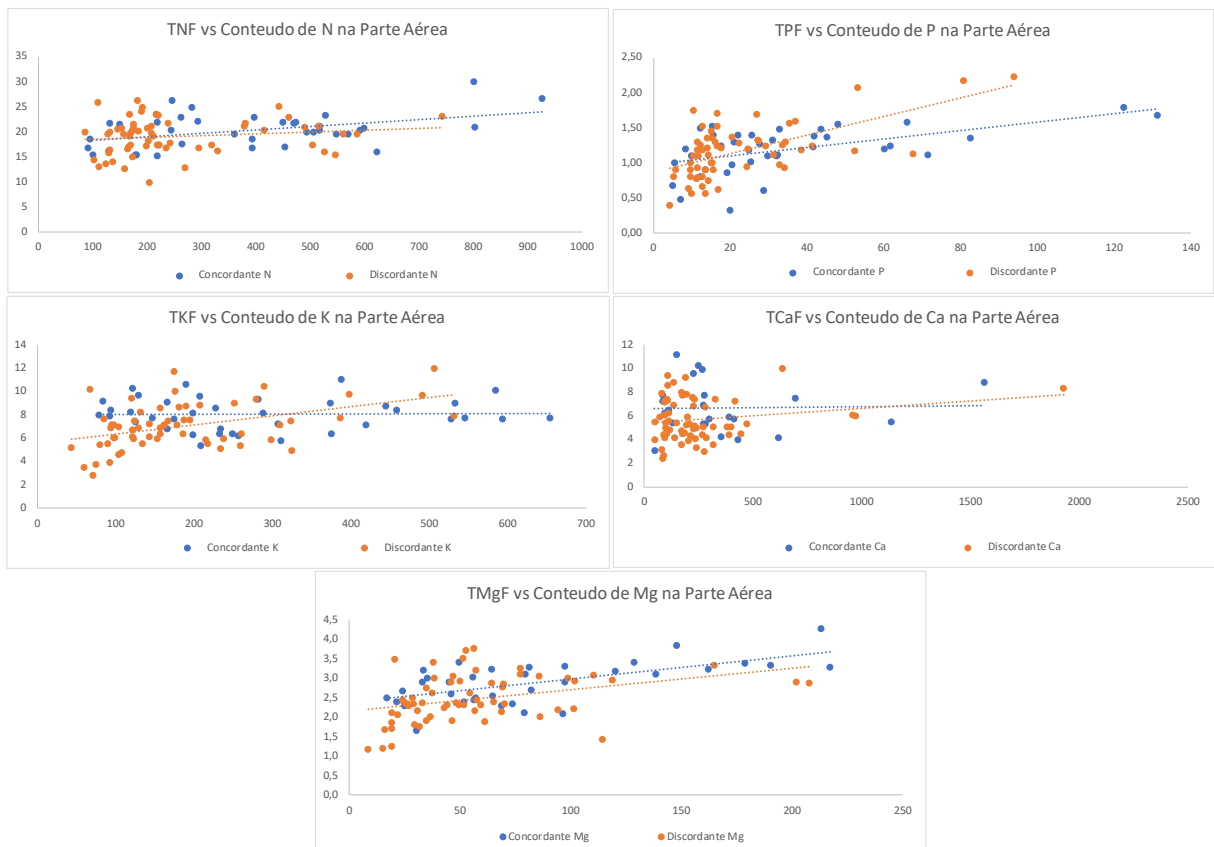 TNF vs Conteudo de N na Parte Aérea
35
30
25
20
15
10
5
0
0 100 200 300 400 500 600 700 800 900 1000
Concordante N Discordante N
TPF vs Conteudo de P na Parte Aérea
2,50
2,00
1,50
1,00
0,50
0,00
0 20 40 60 80 100 120 140
Concordante P Discordante P
TKF vs Conteudo de K na Parte Aérea
14
12
10
8
6
4
2
0
0 100 200 300 400 500 600 700
Concordante K Discordante K
TCaF vs Conteudo de Ca na Parte Aérea
12
10
8
6
4
2
0
0 500 1000 1500 2000 2500
Concordante Ca Discordante Ca
TMgF vs Conteudo de Mg na Parte Aérea
4,5
4,0
3,5
3,0
2,5
2,0
1,5
1,0
0,5
0,0
0 50 100 150 200 250
Concordante Mg Discordante Mg